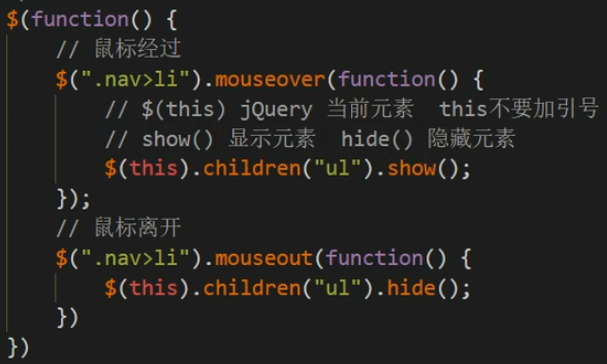 $(function() {
    // 鼠标经过
    $(".nav>li").mouseover(function() {
        // $(this) jQuery 当前元素  this不要加引号
        // show() 显示元素  hide() 隐藏元素
        $(this).children("ul").show();
    });
    // 鼠标离开
    $(".nav>li").mouseout(function() {
        $(this).children("ul").hide();
    })
})